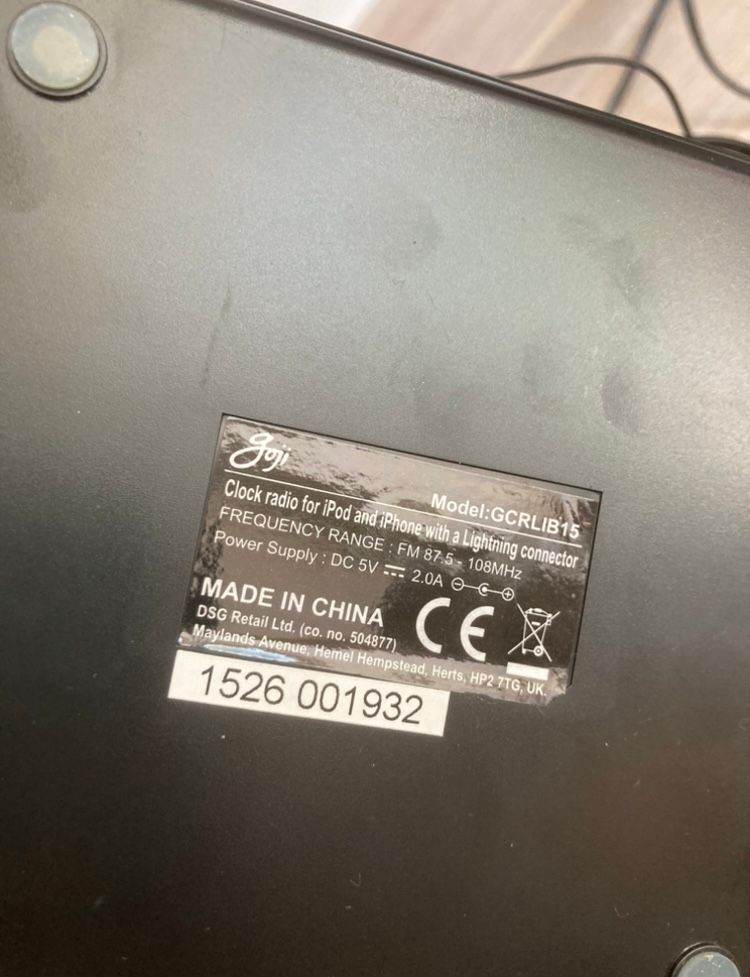 goji
Model:GCRLIB15
Clock radio for iPod and iPhone with a Lightning connector
FREQUENCY RANGE : FM 87.5 - 108MHz
Power Supply : DC 5V ⎓ 2.0A
MADE IN CHINA
CE
DSG Retail Ltd. (co. no. 504877)
Maylands Avenue, Hemel Hempstead, Herts, HP2 7TG, UK.
1526 001932